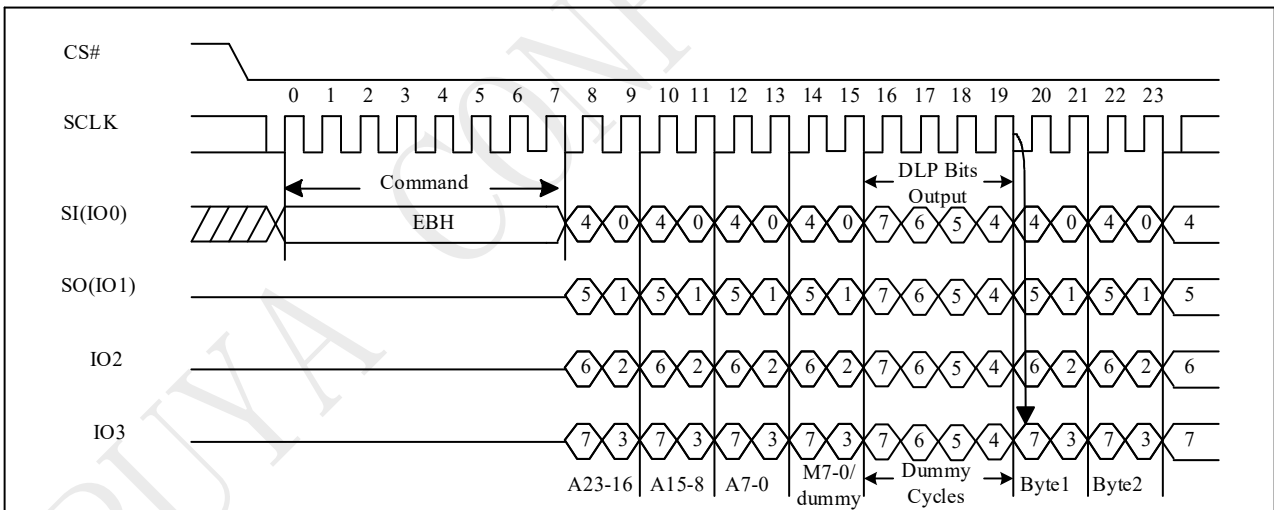 CS#
0 1 2 3 4 5 6 7 8 9 10 11 12 13 14 15 16 17 18 19 20 21 22 23
SCLK
Command
DLP Bits
Output
SI(IO0) EBH 4 0 4 0 4 0 4 0 7 6 5 4 4 0 4 0 4
SO(IO1) 5 1 5 1 5 1 5 1 7 6 5 4 5 1 5 1 5
IO2 6 2 6 2 6 2 6 2 7 6 5 4 6 2 6 2 6
IO3 7 3 7 3 7 3 7 3 7 6 5 4 7 3 7 3 7
A23-16 A15-8 A7-0 M7-0/
dummy Dummy
Cycles Byte1 Byte2
PUYA CONF